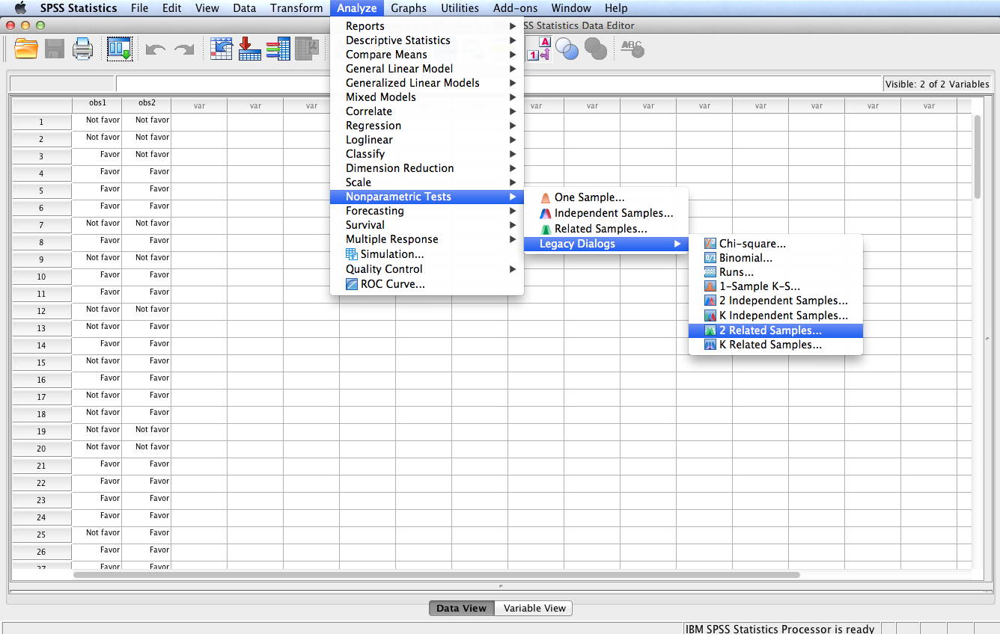 SPSS Statistics File Edit View Data Transform Analyze Graphs Utilities Add-ons Window Help
SS Statistics Data Editor
Visible: 2 of 2 Variables
Reports
Descriptive Statistics
Compare Means
General Linear Model
Generalized Linear Models
Mixed Models
Correlate
Regression
Loglinear
Classify
Dimension Reduction
Scale
Nonparametric Tests
Forecasting
Survival
Multiple Response
Simulation...
Quality Control
ROC Curve...
One Sample...
Independent Samples...
Related Samples...
Legacy Dialogs
Chi-square...
Binomial...
Runs...
1-Sample K-S...
2 Independent Samples...
K Independent Samples...
2 Related Samples...
K Related Samples...
obs1 obs2 var var var var var var var var var var var
1 Not favor Not favor
2 Not favor Not favor
3 Favor Not favor
4 Favor Favor
5 Favor Favor
6 Favor Favor
7 Not favor Not favor
8 Favor Favor
9 Not favor Not favor
10 Favor Favor
11 Favor Favor
12 Not favor Not favor
13 Not favor Favor
14 Favor Favor
15 Not favor Favor
16 Favor Favor
17 Not favor Favor
18 Not favor Favor
19 Not favor Not favor
20 Not favor Not favor
21 Favor Favor
22 Favor Favor
23 Favor Favor
24 Favor Favor
25 Not favor Favor
26 Favor Favor
27 Favor Favor
Data View Variable View
IBM SPSS Statistics Processor is ready